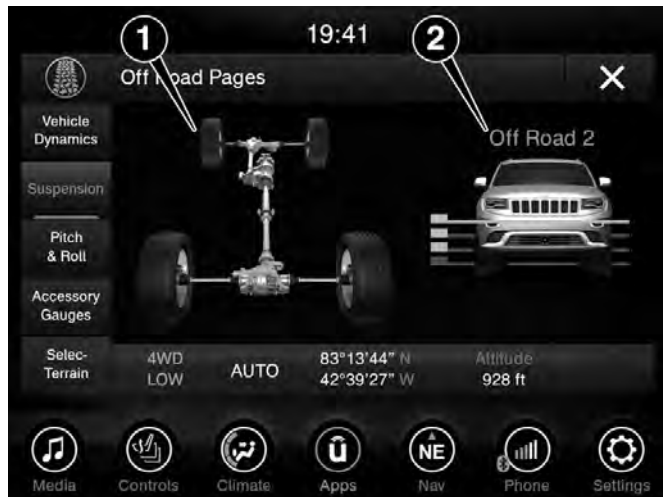 19:41
1
2
Off Road Pages
Vehicle
Dynamics
Off Road 2
Suspension
Pitch
& Roll
Accessory
Gauges
Selec-
Terrain
4WD
LOW
AUTO
83°13'44" N
42°39'27" W
Altitude
928 ft
û
NE
Media
Controls
Climate
Apps
Nav
Phone
Settings